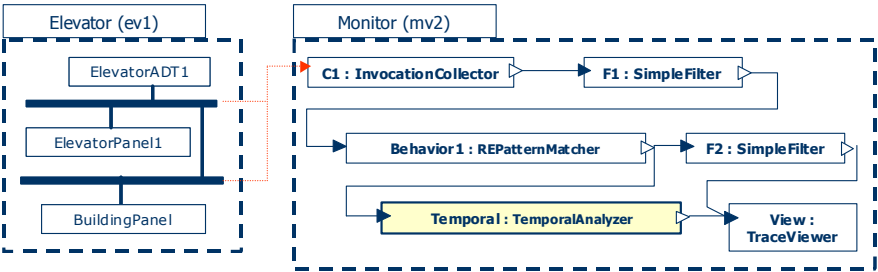 Elevator (ev1)
Monitor (mv2)
ElevatorADT1
C1 : InvocationCollector
F1 : SimpleFilter
ElevatorPanel1
Behavior1 : REPatternMatcher
F2 : SimpleFilter
BuildingPanel
Temporal : TemporalAnalyzer
View :
TraceViewer